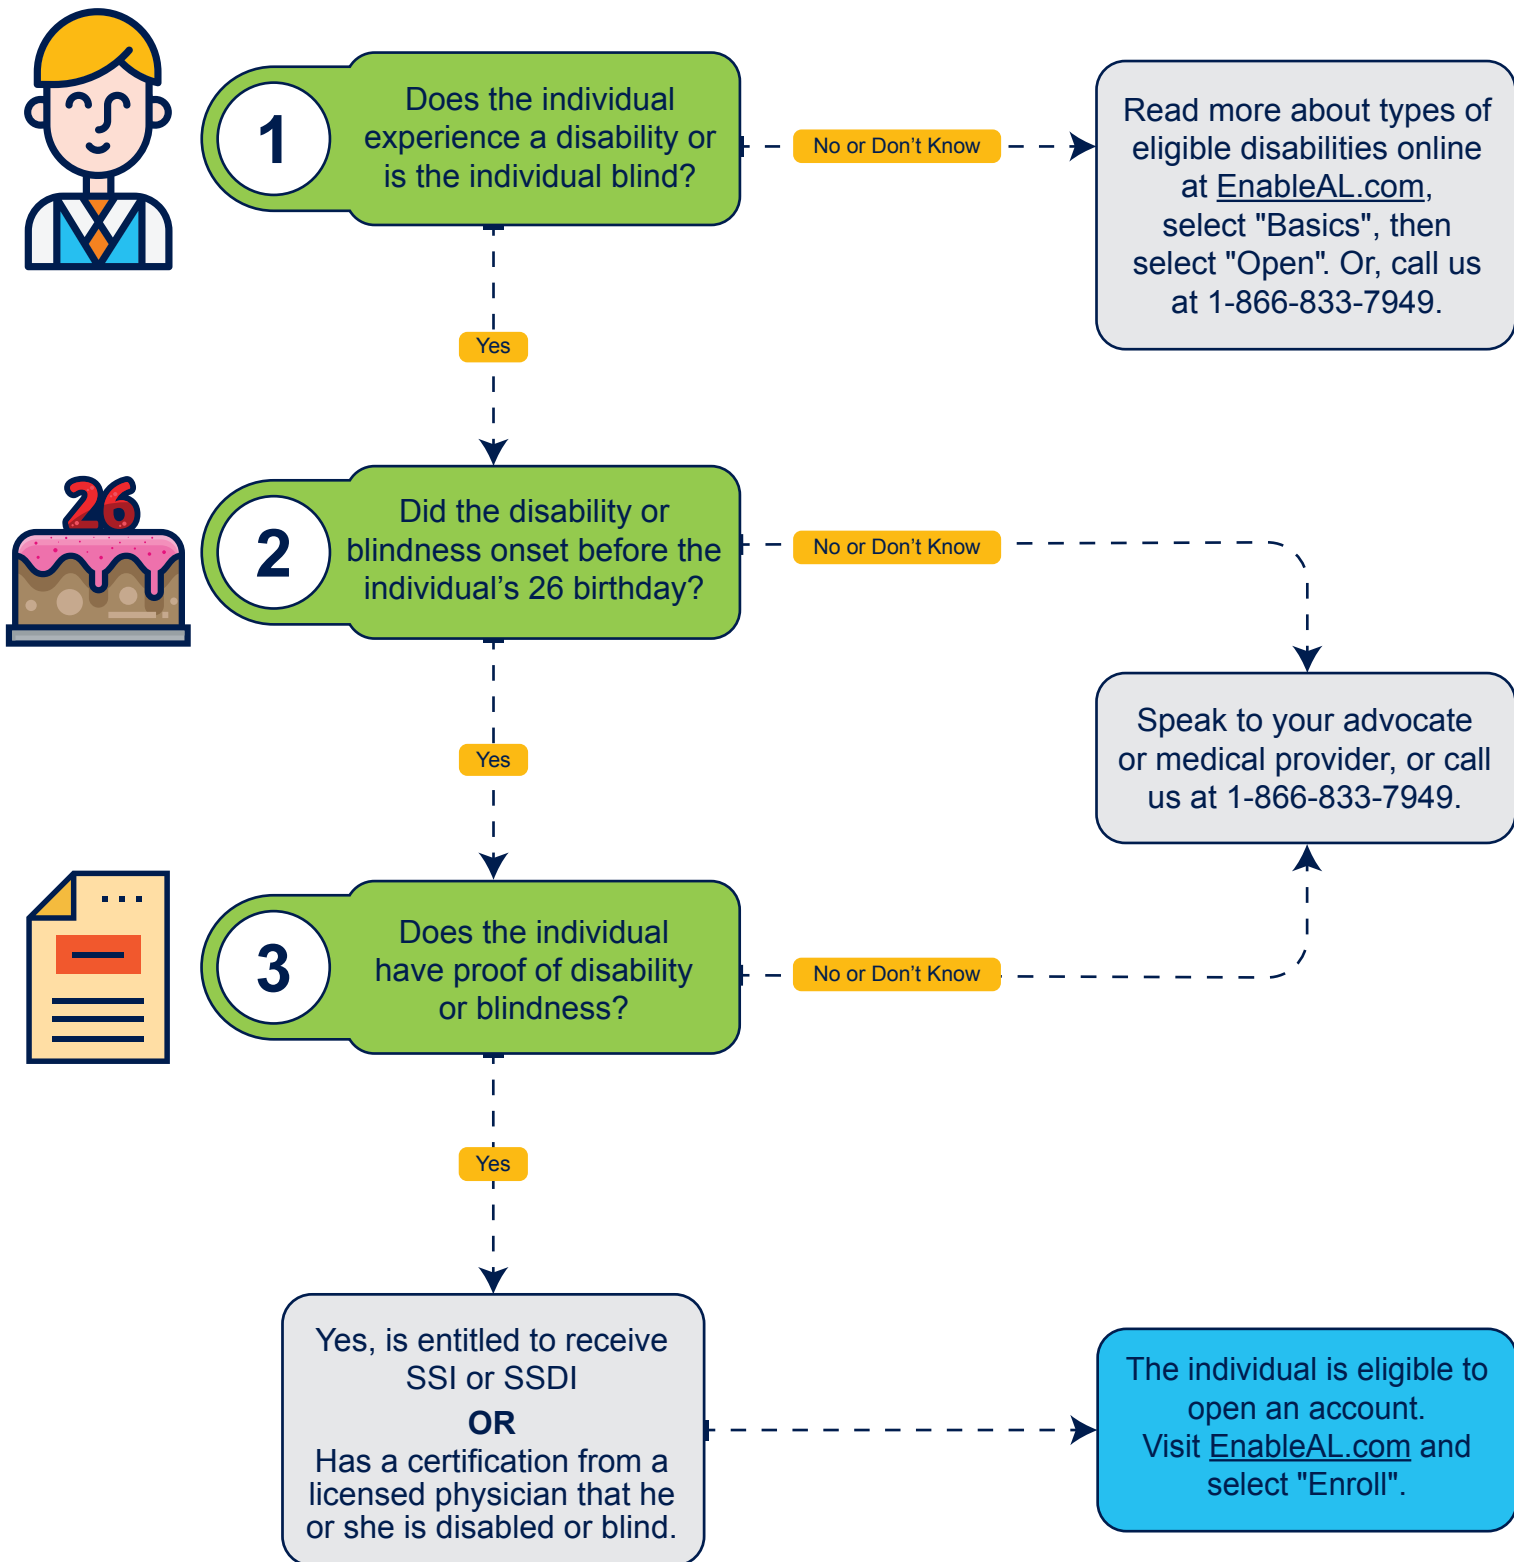 1
Does the individual
experience a disability or
is the individual blind?
No or Don't Know
Read more about types of
eligible disabilities online
at EnableAL.com,
select "Basics", then
select "Open". Or, call us
at 1-866-833-7949.
Yes
26
2
Did the disability or
blindness onset before the
individual’s 26 birthday?
No or Don't Know
Speak to your advocate
or medical provider, or call
us at 1-866-833-7949.
Yes
3
Does the individual
have proof of disability
or blindness?
No or Don't Know
Yes
Yes, is entitled to receive
SSI or SSDI
OR
Has a certification from a
licensed physician that he
or she is disabled or blind.
The individual is eligible to
open an account.
Visit EnableAL.com and
select "Enroll".